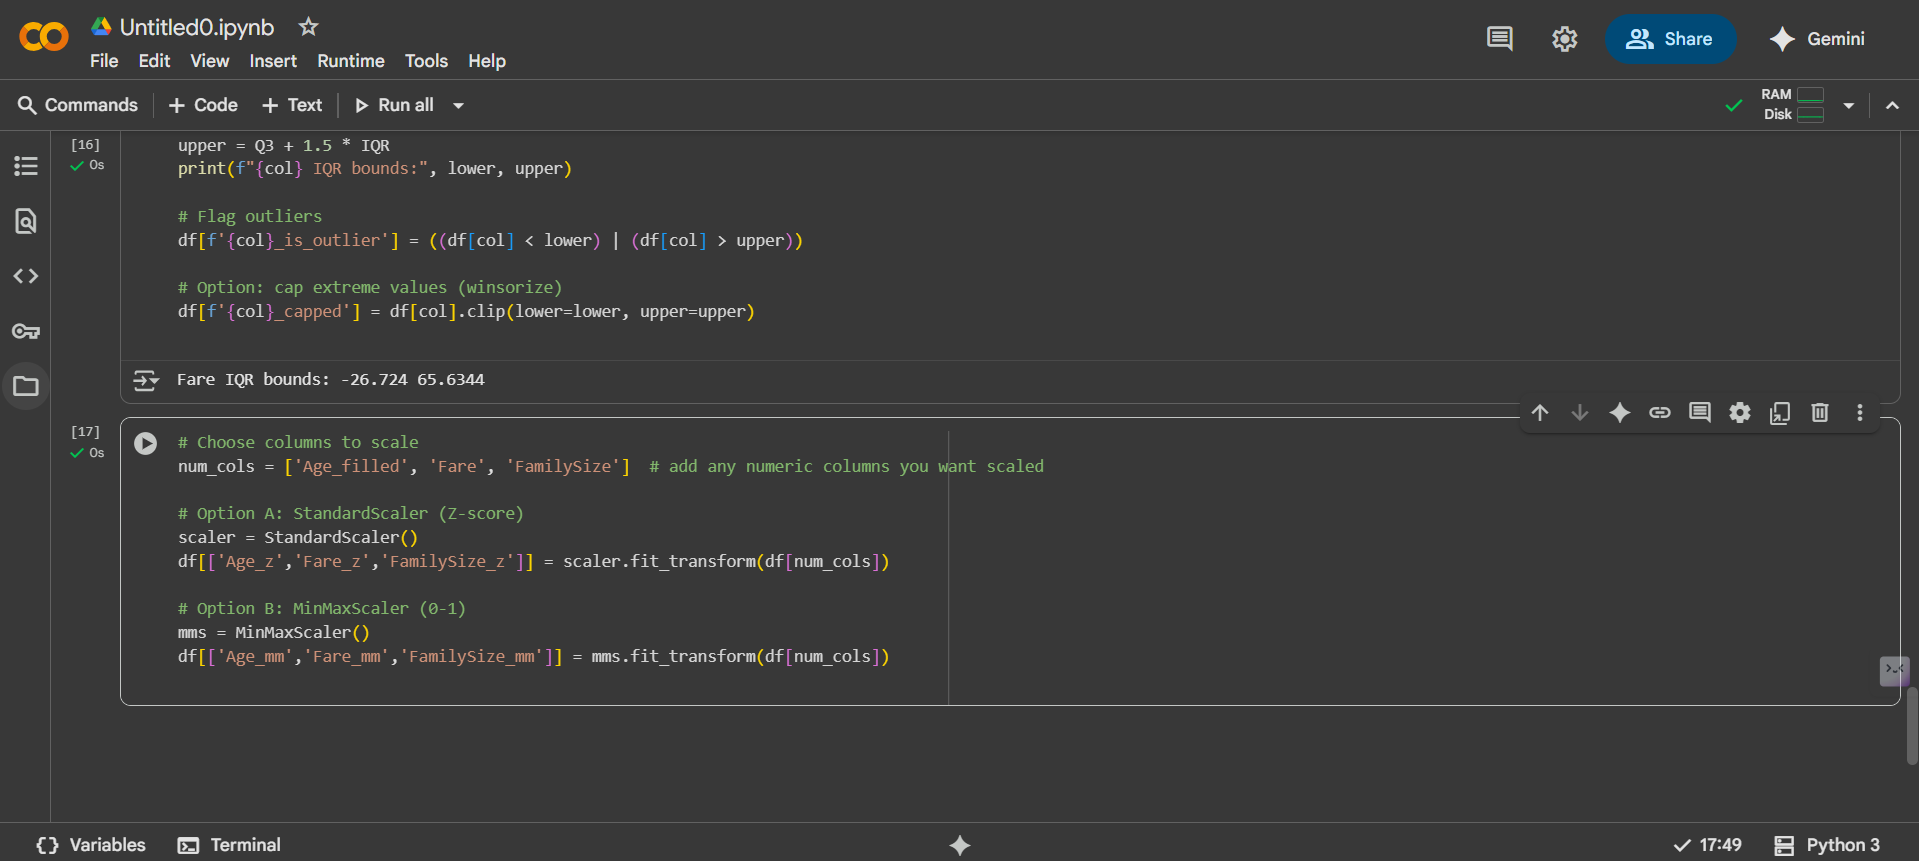 Untitled0.ipynb
File Edit View Insert Runtime Tools Help
Share
Gemini
Commands + Code + Text Run all
RAM
Disk
[16]
0s
upper = Q3 + 1.5 * IQR
print(f"{col} IQR bounds:", lower, upper)
# Flag outliers
df[f'{col}_is_outlier'] = ((df[col] < lower) | (df[col] > upper))
# Option: cap extreme values (winsorize)
df[f'{col}_capped'] = df[col].clip(lower=lower, upper=upper)
Fare IQR bounds: -26.724 65.6344
[17]
0s
# Choose columns to scale
num_cols = ['Age_filled', 'Fare', 'FamilySize']  # add any numeric columns you want scaled
# Option A: StandardScaler (Z-score)
scaler = StandardScaler()
df[['Age_z','Fare_z','FamilySize_z']] = scaler.fit_transform(df[num_cols])
# Option B: MinMaxScaler (0-1)
mms = MinMaxScaler()
df[['Age_mm','Fare_mm','FamilySize_mm']] = mms.fit_transform(df[num_cols])
{} Variables Terminal
17:49 Python 3